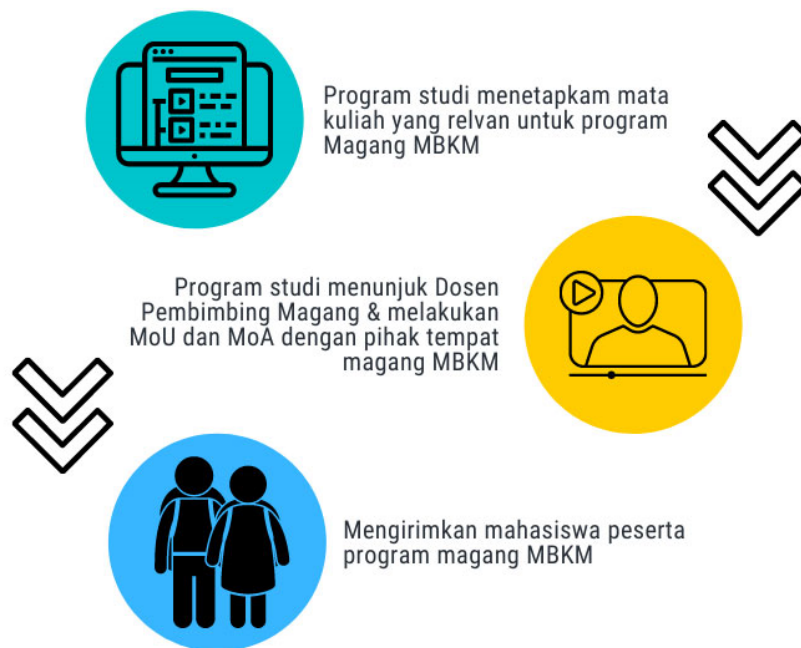 Program studi menetapkam mata
kuliah yang relvan untuk program
Magang MBKM
Program studi menunjuk Dosen
Pembimbing Magang & melakukan
MoU dan MoA dengan pihak tempat
magang MBKM
Mengirimkan mahasiswa peserta
program magang MBKM